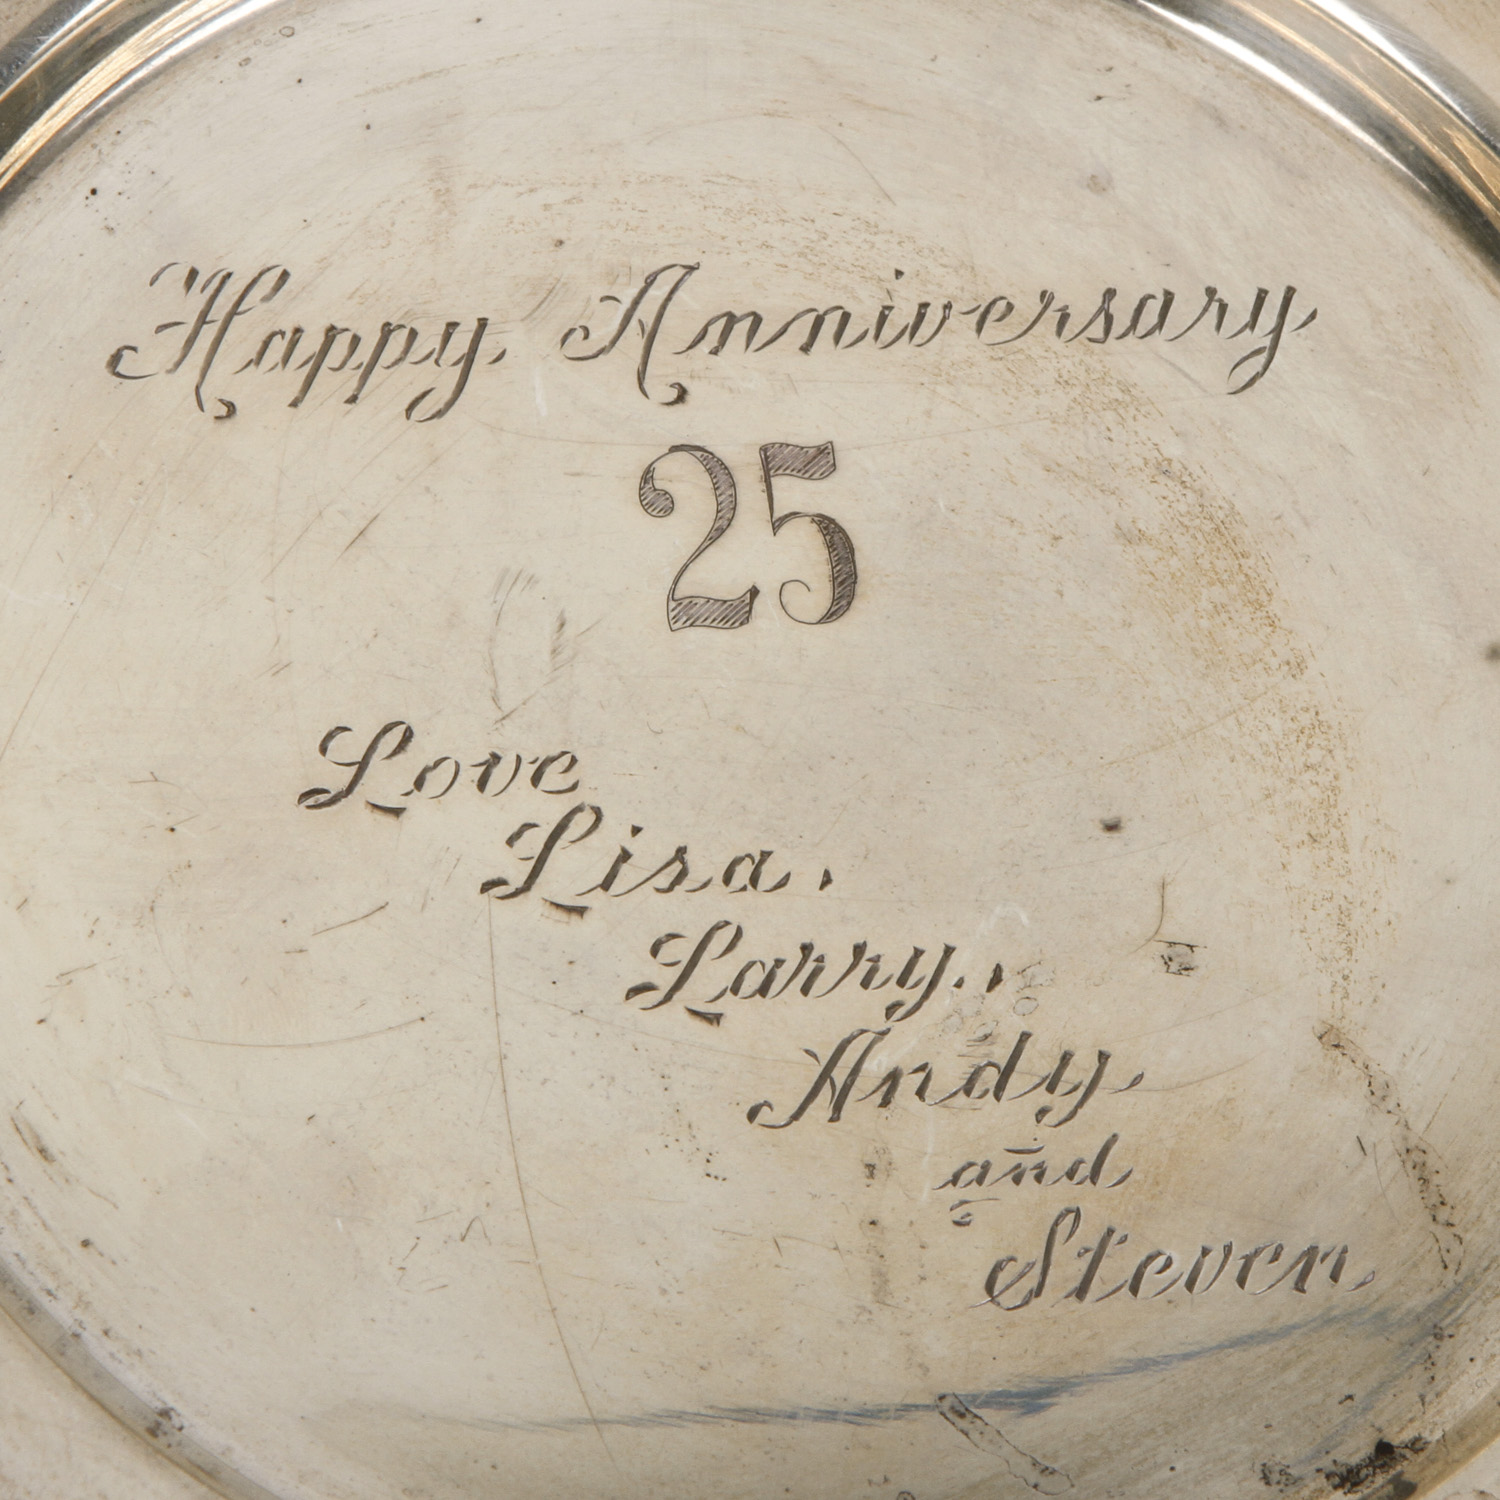 Happy Anniversary
25
Love
Lisa,
Larry,
Andy
and
Steven